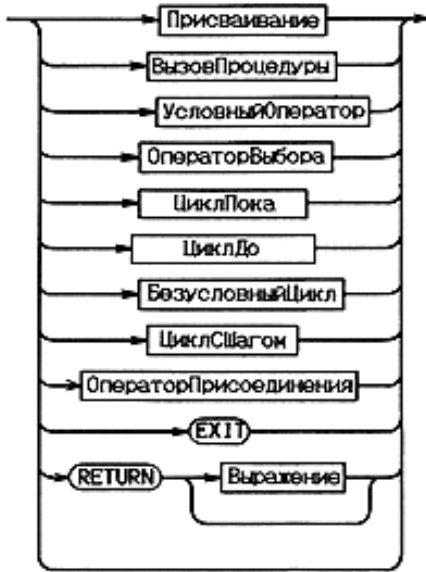 Присваивание
ВызовПроцедуры
УсловныйОператор
ОператорВыбора
ЦиклПока
ЦиклДо
БезусловныйЦикл
ЦиклСШагом
ОператорПрисоединения
EXIT
RETURN Выражение